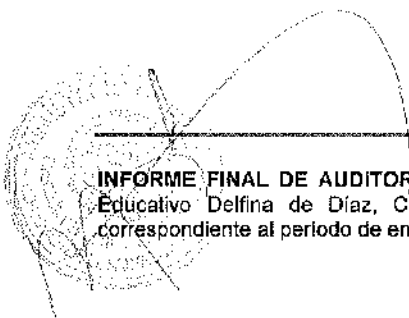 INFORME FINAL DE AUDITOR
Educativo Delfina de Díaz, C
correspondiente al periodo de en